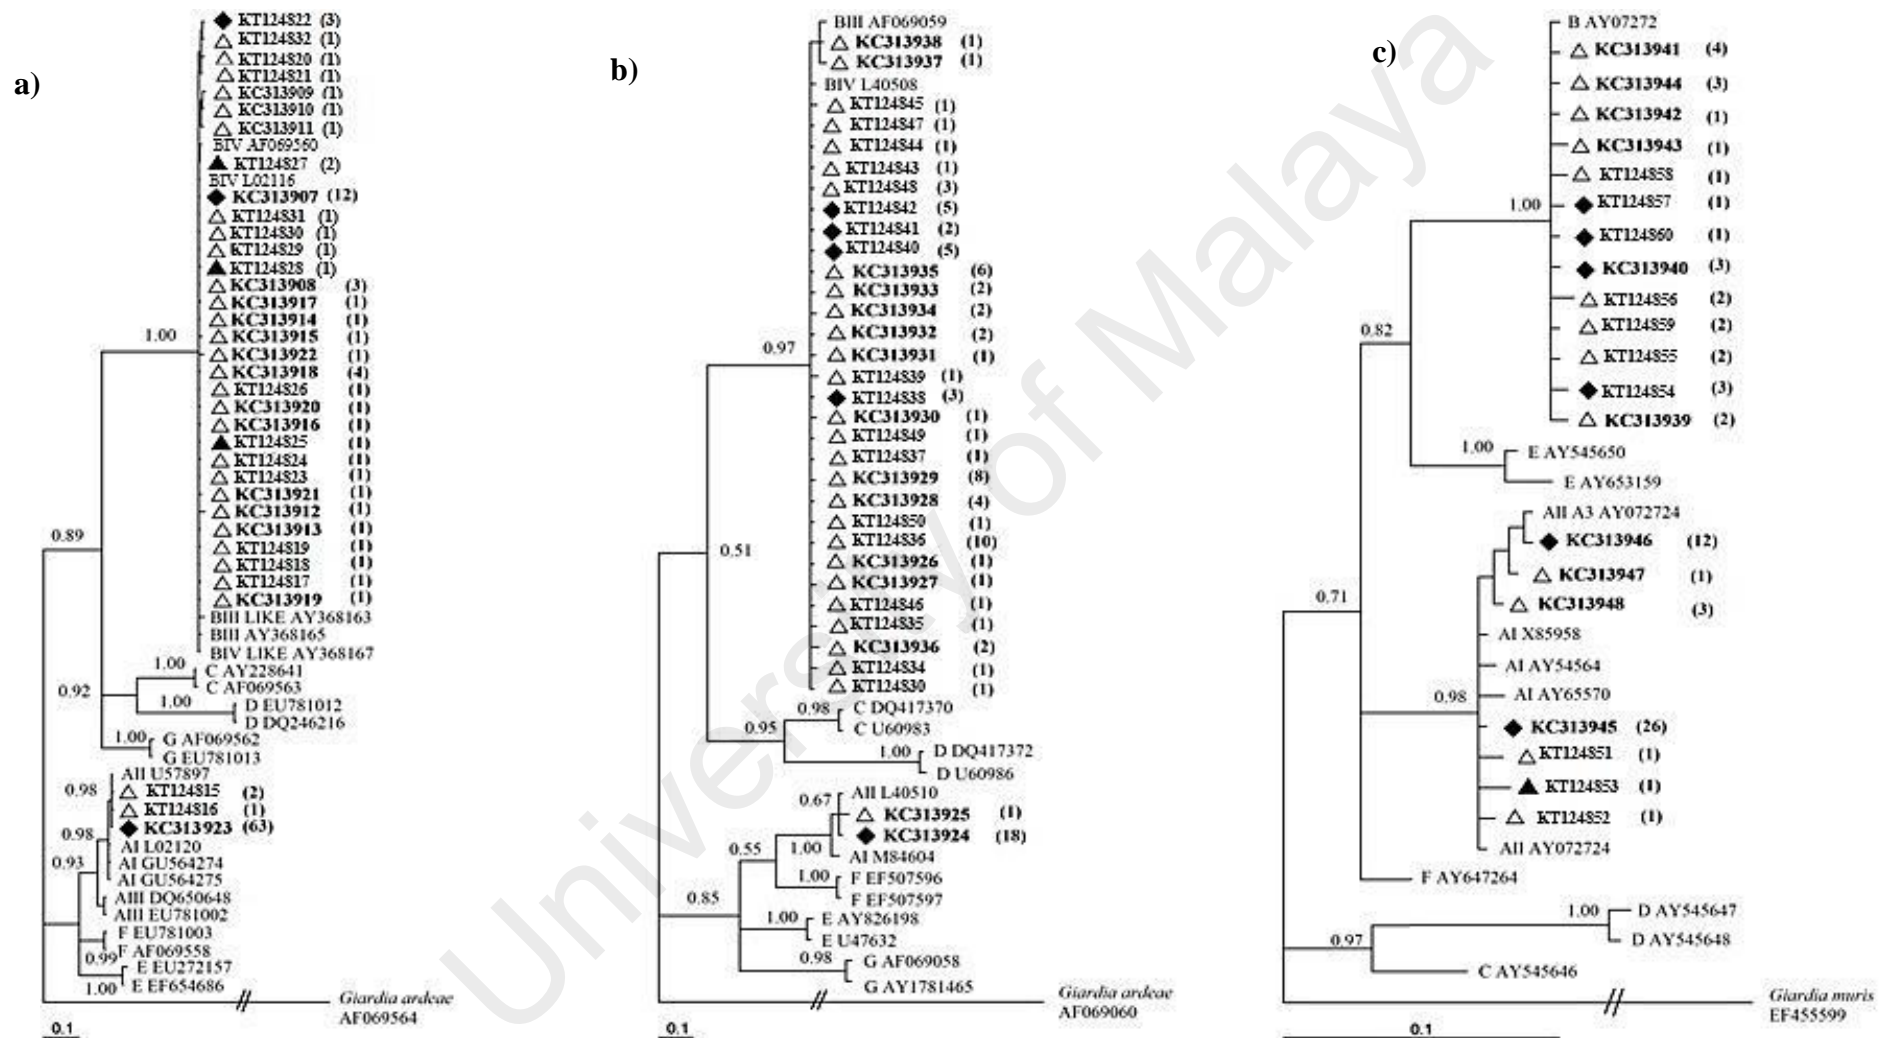 a)
KT124822 (3)
KT124832 (1)
KT124820 (1)
KT124821 (1)
KC313909 (1)
KC313910 (1)
KC313911 (1)
BIV AF069560
KT124827 (2)
BIV L02116
KC313907 (12)
KT124831 (1)
KT124830 (1)
KT124829 (1)
KT124828 (1)
KC313908 (3)
KC313917 (1)
KC313914 (1)
KC313915 (1)
KC313922 (1)
KC313918 (4)
KT124826 (1)
KC313920 (1)
KC313916 (1)
KT124825 (1)
KT124824 (1)
KT124823 (1)
KC313921 (1)
KC313912 (1)
KC313913 (1)
KT124819 (1)
KT124818 (1)
KT124817 (1)
KC313919 (1)
BIII LIKE AY368163
BIII AY368165
BIV LIKE AY368167
1.00
0.89
0.92
1.00
C AY228641
C AF069563
1.00
D EU781012
D DQ246216
1.00
G AF069562
G EU781013
AII U57897
0.98
KT124815 (2)
KT124816 (1)
KC313923 (63)
0.98
AI L02120
0.93
AI GU564274
AI GU564275
AIII DQ650648
AIII EU781002
F EU781003
F AF069558
0.99
E EU272157
E EF654686
1.00
Giardia ardeae
AF069564
0.1
b)
BIII AF069059
KC313938 (1)
KC313937 (1)
BIV L40508
KT124845 (1)
KT124847 (1)
KT124844 (1)
KT124843 (1)
KT124848 (3)
KT124842 (5)
KT124841 (2)
KT124840 (5)
KC313935 (6)
KC313933 (2)
KC313934 (2)
KC313932 (2)
KC313931 (1)
KT124839 (1)
KT124838 (3)
KC313930 (1)
KT124849 (1)
KT124837 (1)
KC313929 (8)
KC313928 (4)
KT124850 (1)
KT124836 (10)
KC313926 (1)
KC313927 (1)
KT124846 (1)
KT124835 (1)
KC313936 (2)
KT124834 (1)
KT124830 (1)
0.97
0.51
0.98
C DQ417370
C U60983
0.95
1.00
D DQ417372
D U60986
0.67
AII L40510
KC313925 (1)
KC313924 (18)
0.55
1.00
AI M84604
1.00
F EF507596
F EF507597
0.85
1.00
E AY826198
E U47632
0.98
G AF069058
G AY1781465
Giardia ardeae
AF069060
0.1
c)
B AY07272
KC313941 (4)
KC313944 (3)
KC313942 (1)
KC313943 (1)
KT124858 (1)
KT124857 (1)
KT124860 (1)
KC313940 (3)
KT124856 (2)
KT124859 (2)
KT124855 (2)
KT124854 (3)
KC313939 (2)
1.00
0.82
1.00
E AY545650
E AY653159
AII A3 AY072724
KC313946 (12)
KC313947 (1)
KC313948 (3)
0.71
AI X85958
AI AY54564
0.98
AI AY65570
KC313945 (26)
KT124851 (1)
KT124853 (1)
KT124852 (1)
AII AY072724
F AY647264
1.00
D AY545647
D AY545648
0.97
C AY545646
Giardia muris
EF455599
0.1
University of Malaya